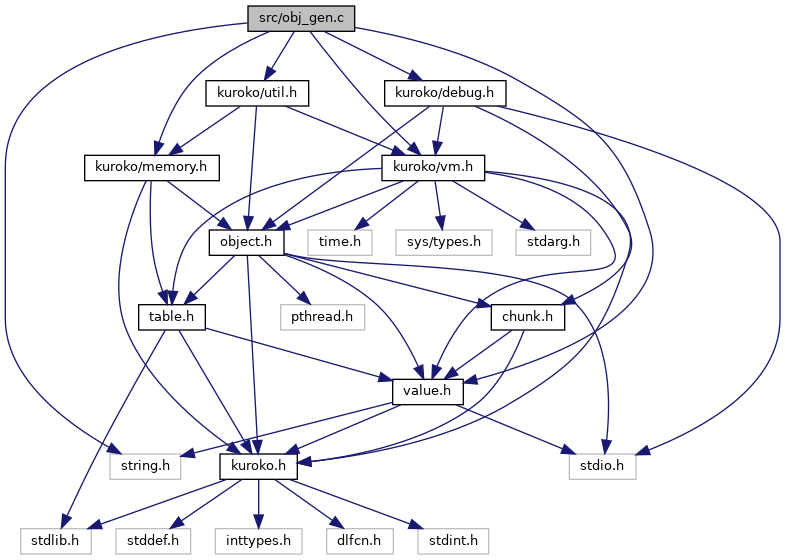 src/obj_gen.c
kuroko/util.h
kuroko/debug.h
kuroko/memory.h
kuroko/vm.h
object.h
time.h
sys/types.h
stdarg.h
table.h
pthread.h
chunk.h
value.h
string.h
kuroko.h
stdio.h
stdlib.h
stddef.h
inttypes.h
dlfcn.h
stdint.h